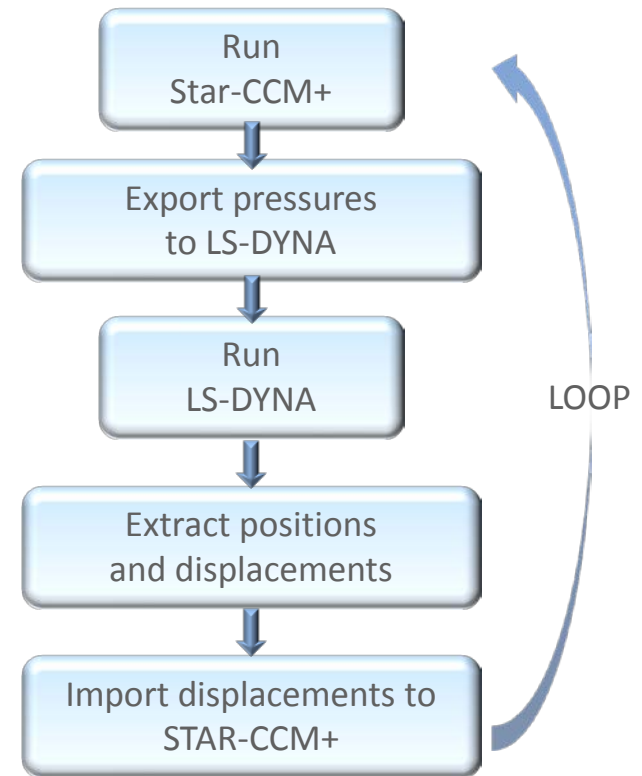 Run
Star-CCM+
Export pressures
to LS-DYNA
Run
LS-DYNA
LOOP
Extract positions
and displacements
Import displacements to
STAR-CCM+